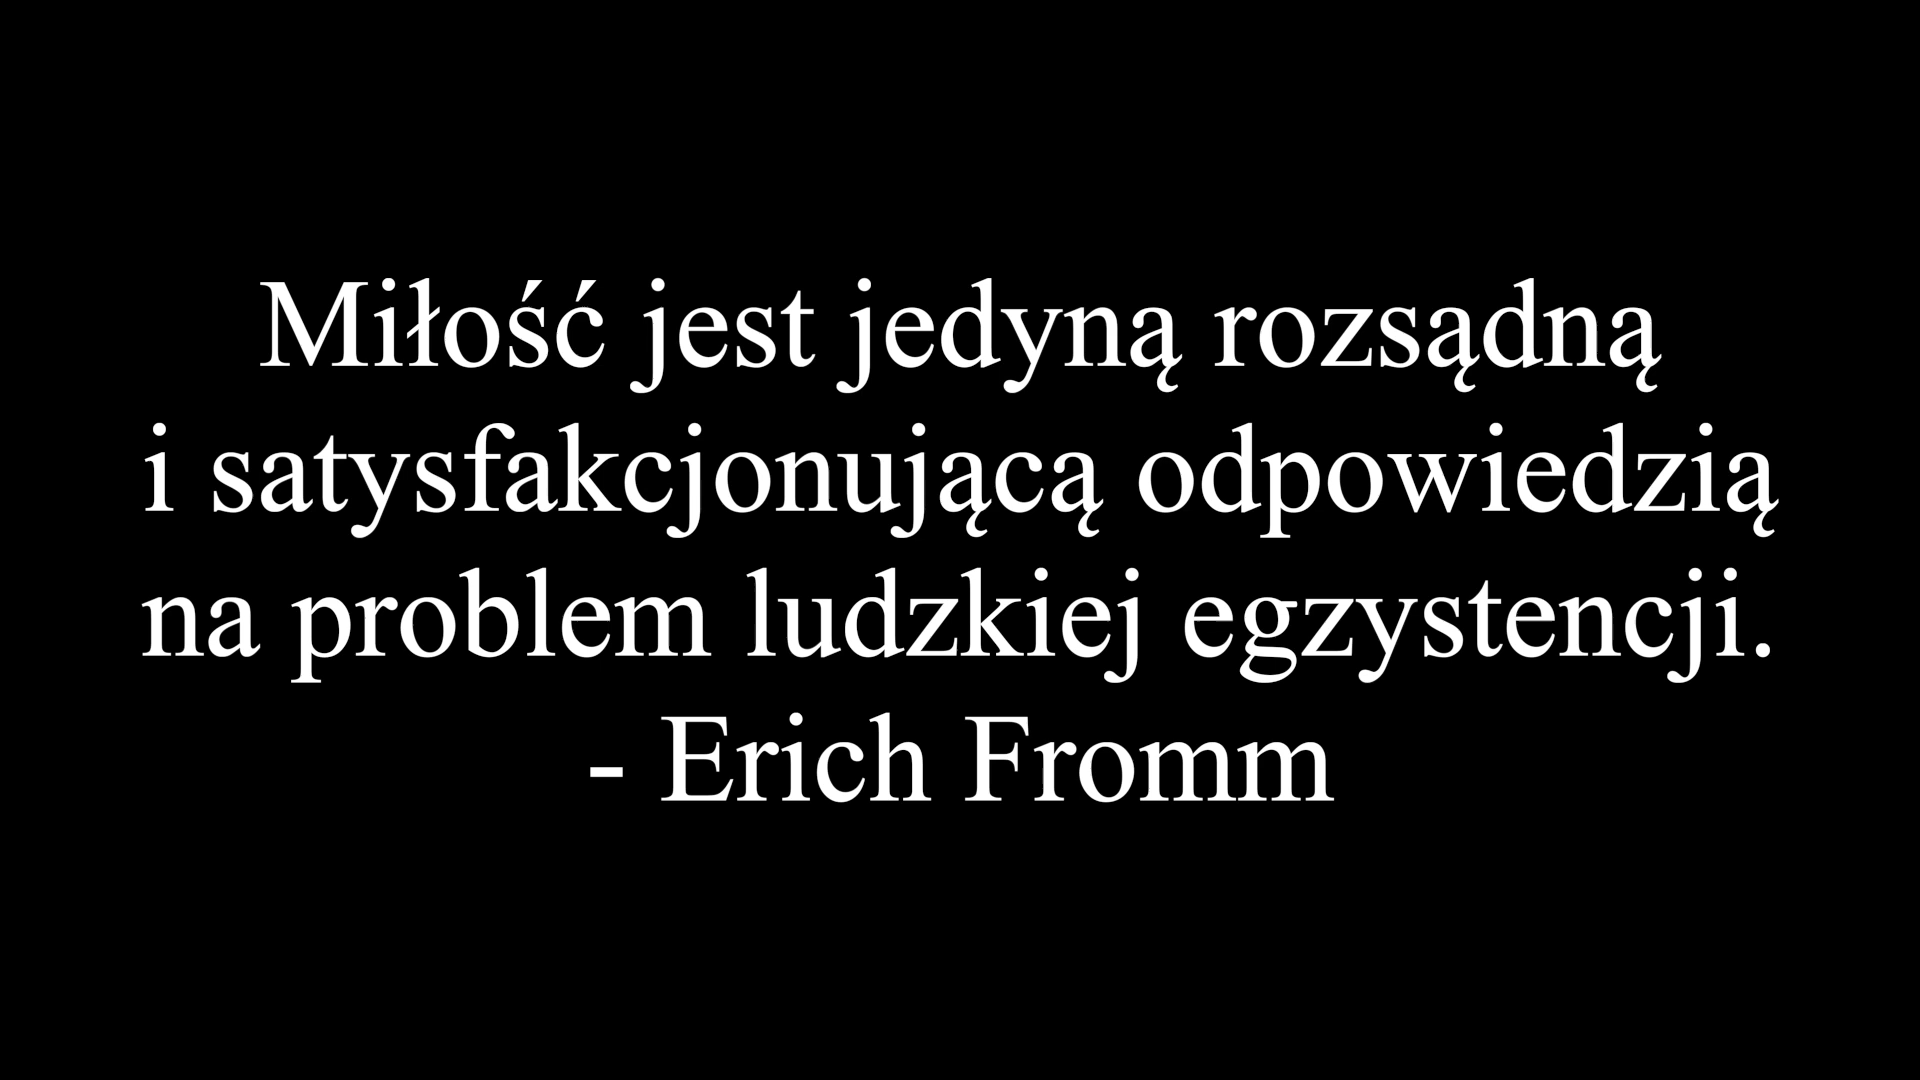 Miłość jest jedyną rozsądną
i satysfakcjonującą odpowiedzią
na problem ludzkiej egzystencji.
- Erich Fromm